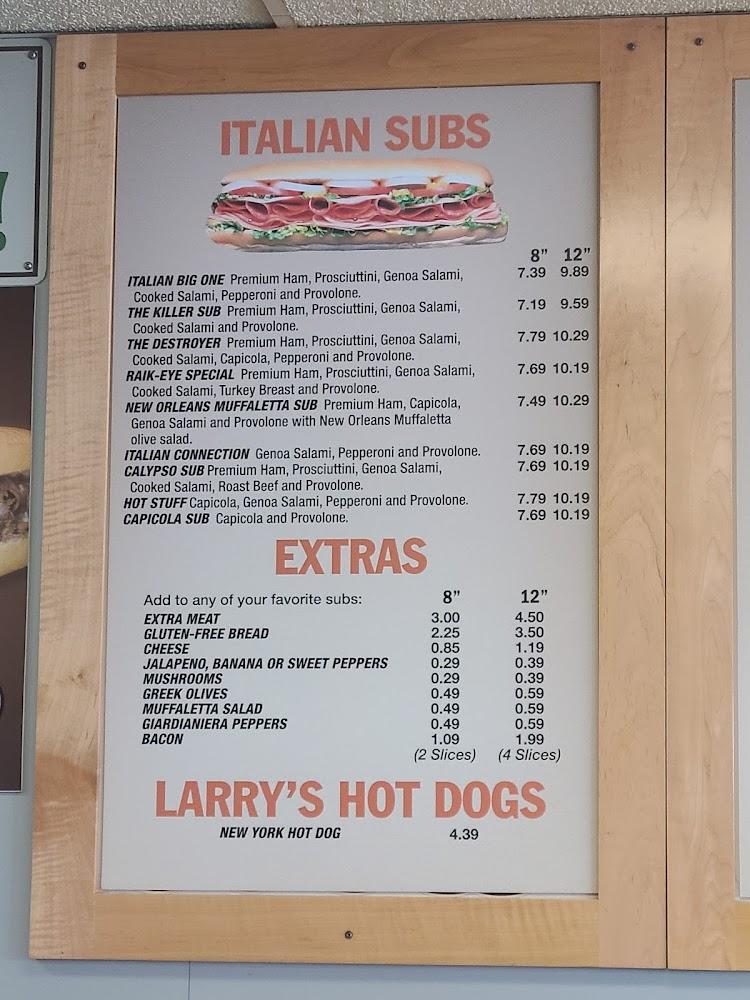 ITALIAN SUBS
8" 12"
ITALIAN BIG ONE Premium Ham, Prosciuttini, Genoa Salami, 7.39 9.89
Cooked Salami, Pepperoni and Provolone.
THE KILLER SUB Premium Ham, Prosciuttini, Genoa Salami, 7.19 9.59
Cooked Salami and Provolone.
THE DESTROYER Premium Ham, Prosciuttini, Genoa Salami, 7.79 10.29
Cooked Salami, Capicola, Pepperoni and Provolone.
RAIK-EYE SPECIAL Premium Ham, Prosciuttini, Genoa Salami, 7.69 10.19
Cooked Salami, Turkey Breast and Provolone.
NEW ORLEANS MUFFALETTA SUB Premium Ham, Capicola, 7.49 10.29
Genoa Salami and Provolone with New Orleans Muffaletta
olive salad.
ITALIAN CONNECTION Genoa Salami, Pepperoni and Provolone. 7.69 10.19
CALYPSO SUB Premium Ham, Prosciuttini, Genoa Salami, 7.69 10.19
Cooked Salami, Roast Beef and Provolone.
HOT STUFF Capicola, Genoa Salami, Pepperoni and Provolone. 7.79 10.19
CAPICOLA SUB Capicola and Provolone. 7.69 10.19
EXTRAS
Add to any of your favorite subs: 8" 12"
EXTRA MEAT 3.00 4.50
GLUTEN-FREE BREAD 2.25 3.50
CHEESE 0.85 1.19
JALAPENO, BANANA OR SWEET PEPPERS 0.29 0.39
MUSHROOMS 0.29 0.39
GREEK OLIVES 0.49 0.59
MUFFALETTA SALAD 0.49 0.59
GIARDIANIERA PEPPERS 0.49 0.59
BACON 1.09 1.99
(2 Slices) (4 Slices)
LARRY'S HOT DOGS
NEW YORK HOT DOG 4.39